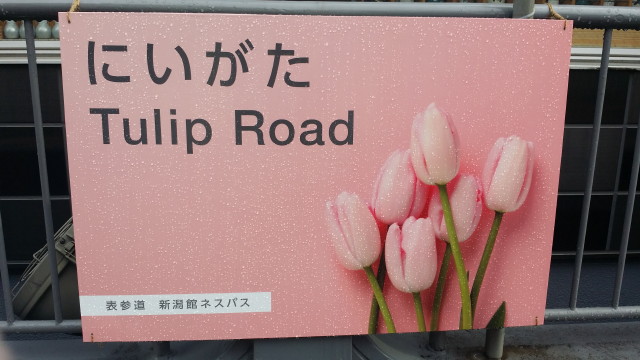 にいがた
Tulip Road
表参道　新潟館ネスパス